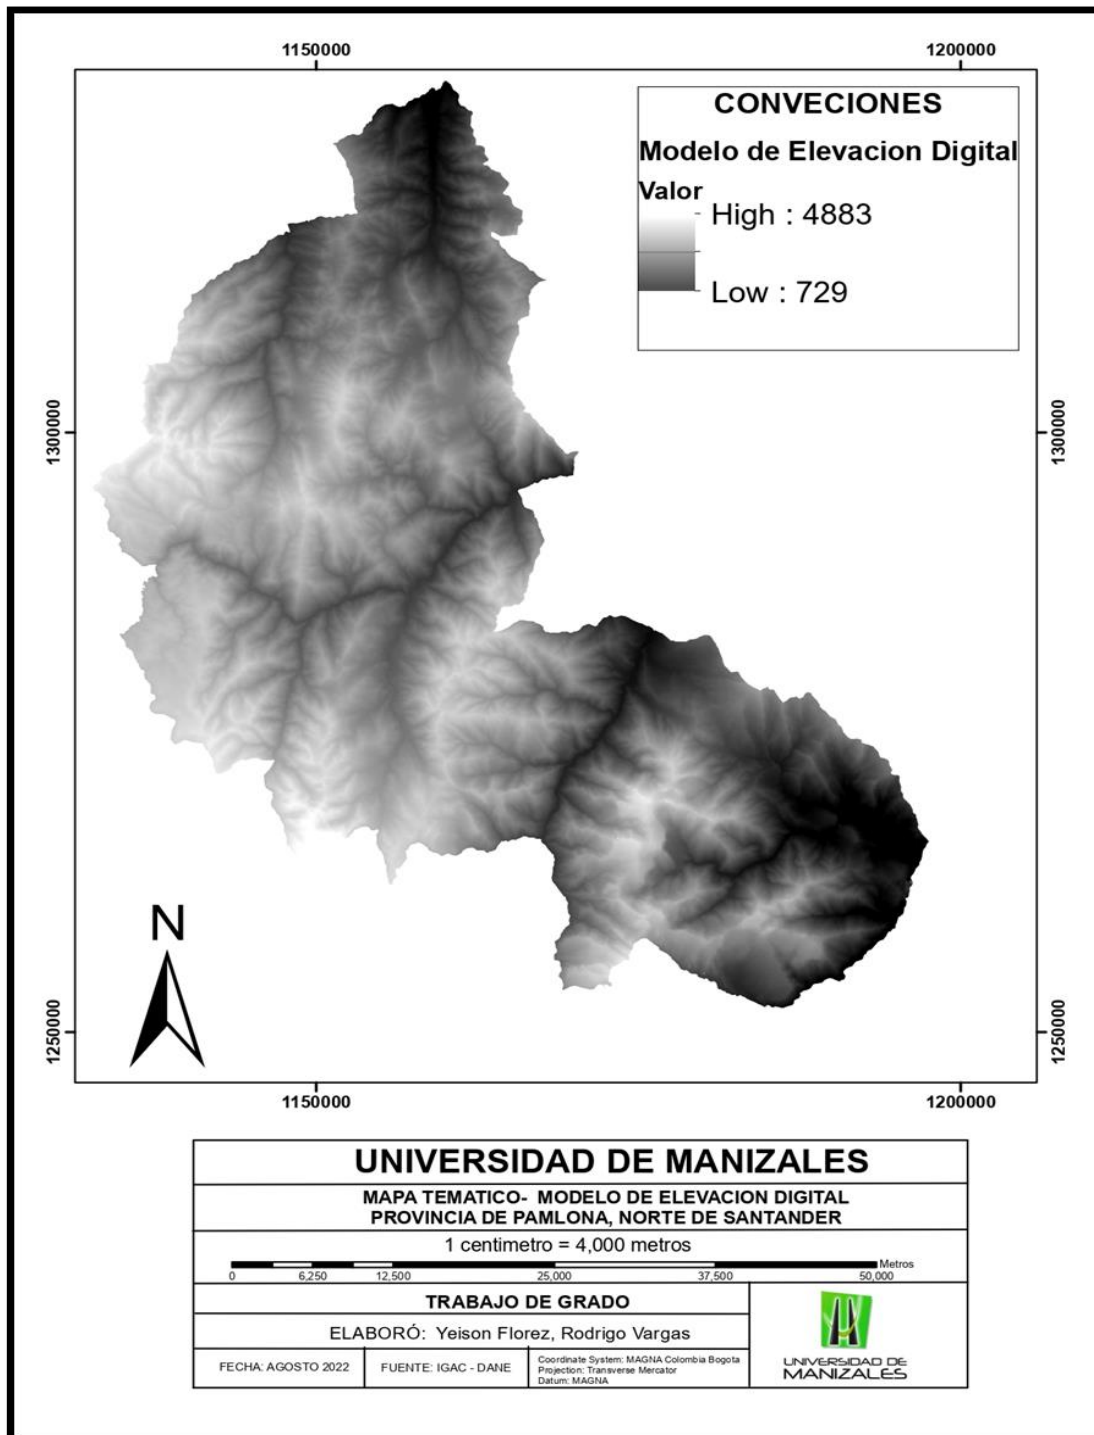 1150000
1200000
CONVECIONES
Modelo de Elevacion Digital
Valor
High : 4883
Low : 729
1300000
1300000
N
1250000
1250000
1150000
1200000
UNIVERSIDAD DE MANIZALES
MAPA TEMATICO- MODELO DE ELEVACION DIGITAL
PROVINCIA DE PAMLONA, NORTE DE SANTANDER
1 centimetro = 4,000 metros
Metros
0 6,250 12,500 25,000 37,500 50,000
TRABAJO DE GRADO
ELABORÓ: Yeison Florez, Rodrigo Vargas
FECHA: AGOSTO 2022
FUENTE: IGAC - DANE
Coordinate System: MAGNA Colombia Bogota
Projection: Transverse Mercator
Datum: MAGNA
UNIVERSIDAD DE
MANIZALES